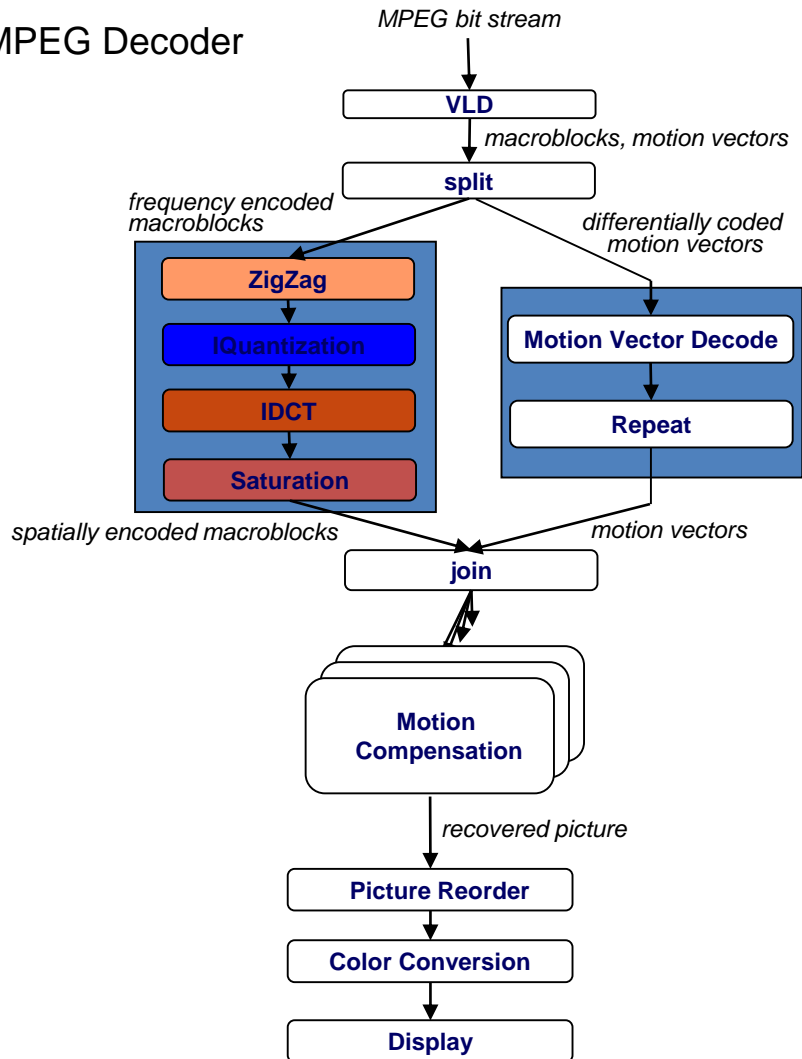 MPEG Decoder
MPEG bit stream
VLD
macroblocks, motion vectors
split
frequency encoded
macroblocks
differentially coded
motion vectors
ZigZag
IQuantization
IDCT
Saturation
Motion Vector Decode
Repeat
spatially encoded macroblocks
motion vectors
join
Motion
Compensation
recovered picture
Picture Reorder
Color Conversion
Display